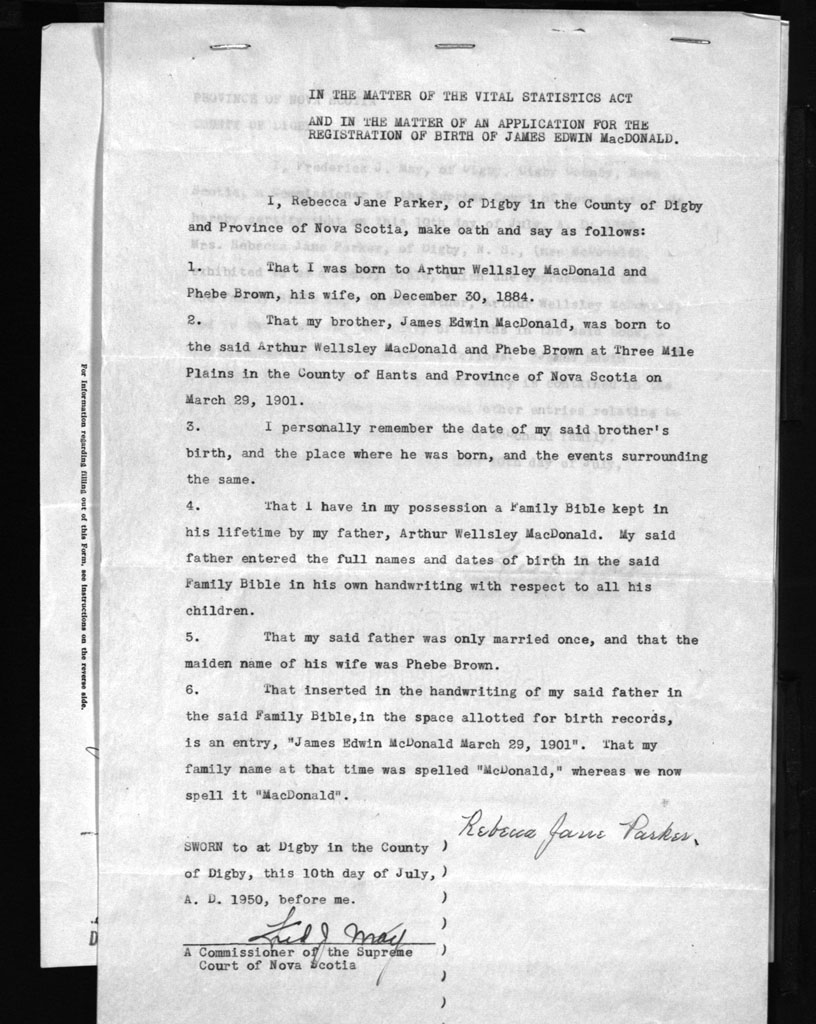 IN THE MATTER OF THE VITAL STATISTICS ACT
AND IN THE MATTER OF AN APPLICATION FOR THE
REGISTRATION OF BIRTH OF JAMES EDWIN MacDONALD.
I, Rebecca Jane Parker, of Digby in the County of Digby
and Province of Nova Scotia, make oath and say as follows:
1. That I was born to Arthur Wellsley MacDonald and
Phebe Brown, his wife, on December 30, 1884.
2. That my brother, James Edwin MacDonald, was born to
the said Arthur Wellsley MacDonald and Phebe Brown at Three Mile
Plains in the County of Hants and Province of Nova Scotia on
March 29, 1901.
3. I personally remember the date of my said brother's
birth, and the place where he was born, and the events surrounding
the same.
4. That I have in my possession a Family Bible kept in
his lifetime by my father, Arthur Wellsley MacDonald. My said
father entered the full names and dates of birth in the said
Family Bible in his own handwriting with respect to all his
children.
5. That my said father was only married once, and that the
maiden name of his wife was Phebe Brown.
6. That inserted in the handwriting of my said father in
the said Family Bible,in the space allotted for birth records,
is an entry, "James Edwin McDonald March 29, 1901". That my
family name at that time was spelled "McDonald," whereas we now
spell it "MacDonald".
Rebecca Jane Parker.
SWORN to at Digby in the County )
of Digby, this 10th day of July, )
A. D. 1950, before me. )
)
Fred J May
A Commissioner of the Supreme )
Court of Nova Scotia )
)
)
For Information regarding filling out of this Form, see Instructions on the reverse side.